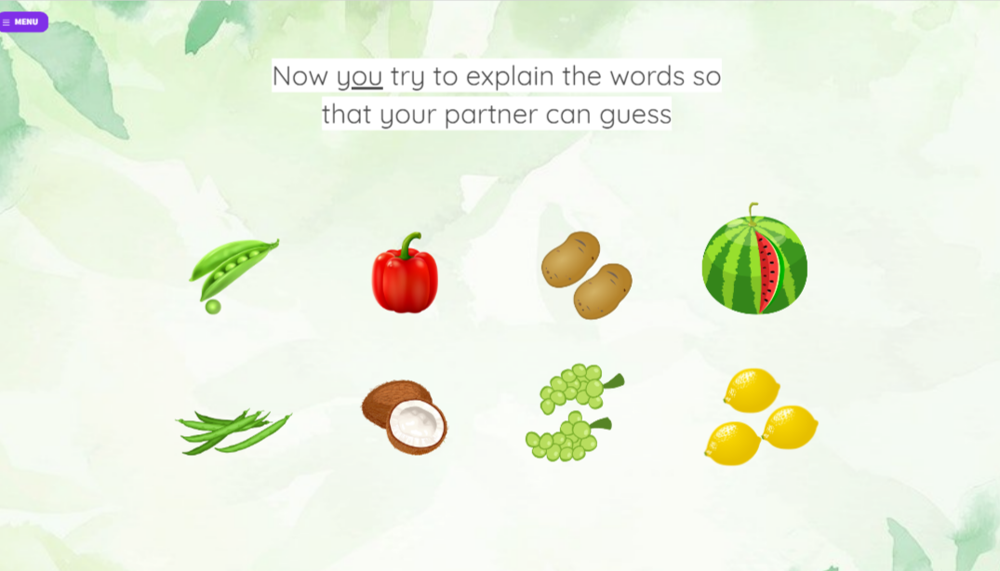 MENU
Now you try to explain the words so
that your partner can guess